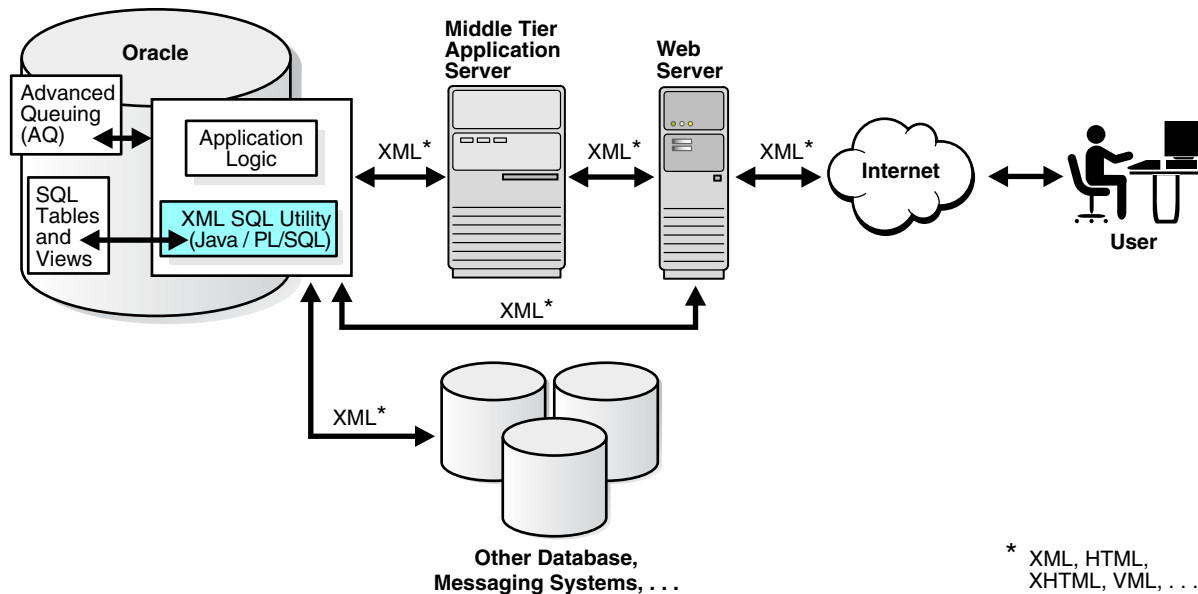 Oracle
Advanced
Queuing
(AQ)
Application
Logic
SQL
Tables
and
Views
XML SQL Utility
(Java / PL/SQL)
XML*
Middle Tier
Application
Server
XML*
Web
Server
XML*
Internet
User
XML*
XML*
Other Database,
Messaging Systems, . . .
* XML, HTML,
XHTML, VML, . . .